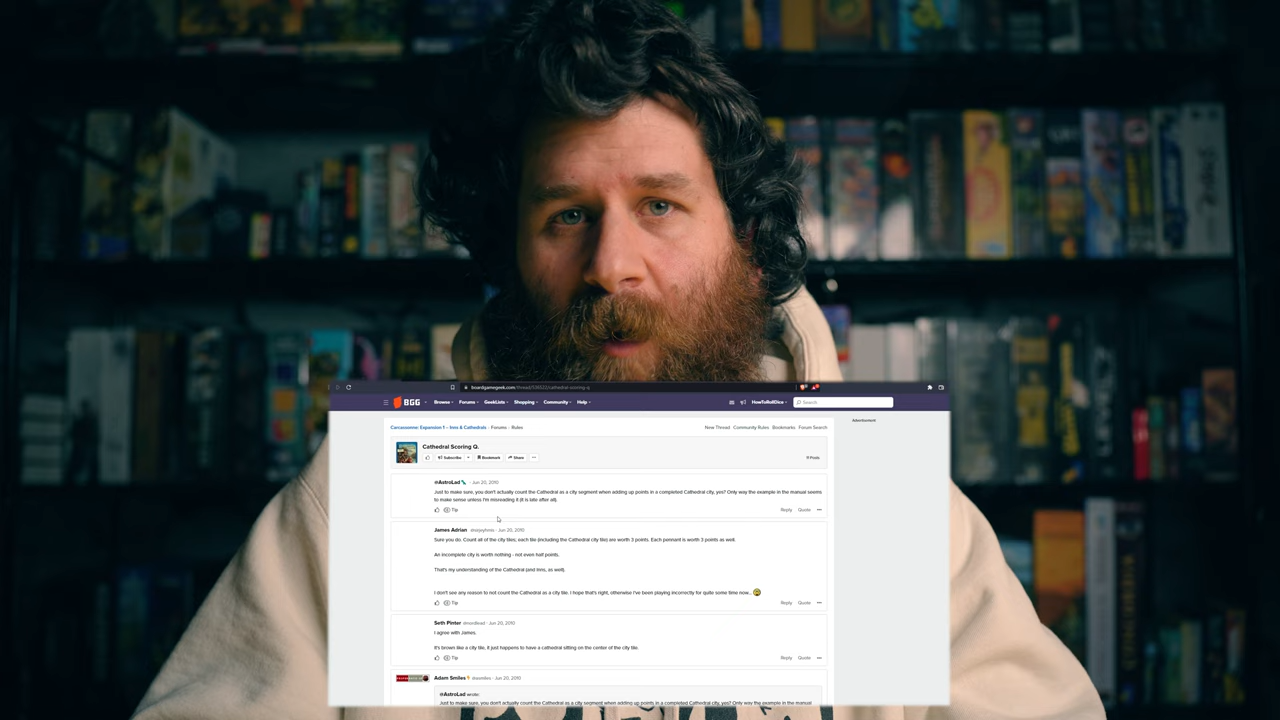 boardgamegeek.com/thread/536522/cathedral-scoring-q
BGG
Browse Forums GeekLists Shopping Community Help
HowToRollDice
Search
Carcassonne: Expansion 1 – Inns & Cathedrals › Forums › Rules
New Thread Community Rules Bookmarks Forum Search
Advertisement
Cathedral Scoring Q.
Subscribe Bookmark Share
Posts
@AstroLad · Jun 20, 2010
Just to make sure, you don't actually count the Cathedral as a city segment when adding up points in a completed Cathedral city, yes? Only way the example in the manual seems
to make sense unless I'm misreading it (it is late after all).
Tip
Reply Quote
James Adrian Jun 20, 2010
Sure you do. Count all of the city tiles; each tile (including the Cathedral city tile) are worth 3 points. Each pennant is worth 3 points as well.
An incomplete city is worth nothing - not even half points.
That's my understanding of the Cathedral (and Inns, as well).
I don't see any reason to not count the Cathedral as a city tile. I hope that's right, otherwise I've been playing incorrectly for quite some time now...
Tip
Reply Quote
Seth Pinter Jun 20, 2010
I agree with James.
It's brown like a city tile, it just happens to have a cathedral sitting on the center of the city tile.
Tip
Reply Quote
Adam Smiles @asmiles · Jun 20, 2010
@AstroLad wrote:
Just to make sure, you don't actually count the Cathedral as a city segment when adding up points in a completed Cathedral city, yes? Only way the example in the manual